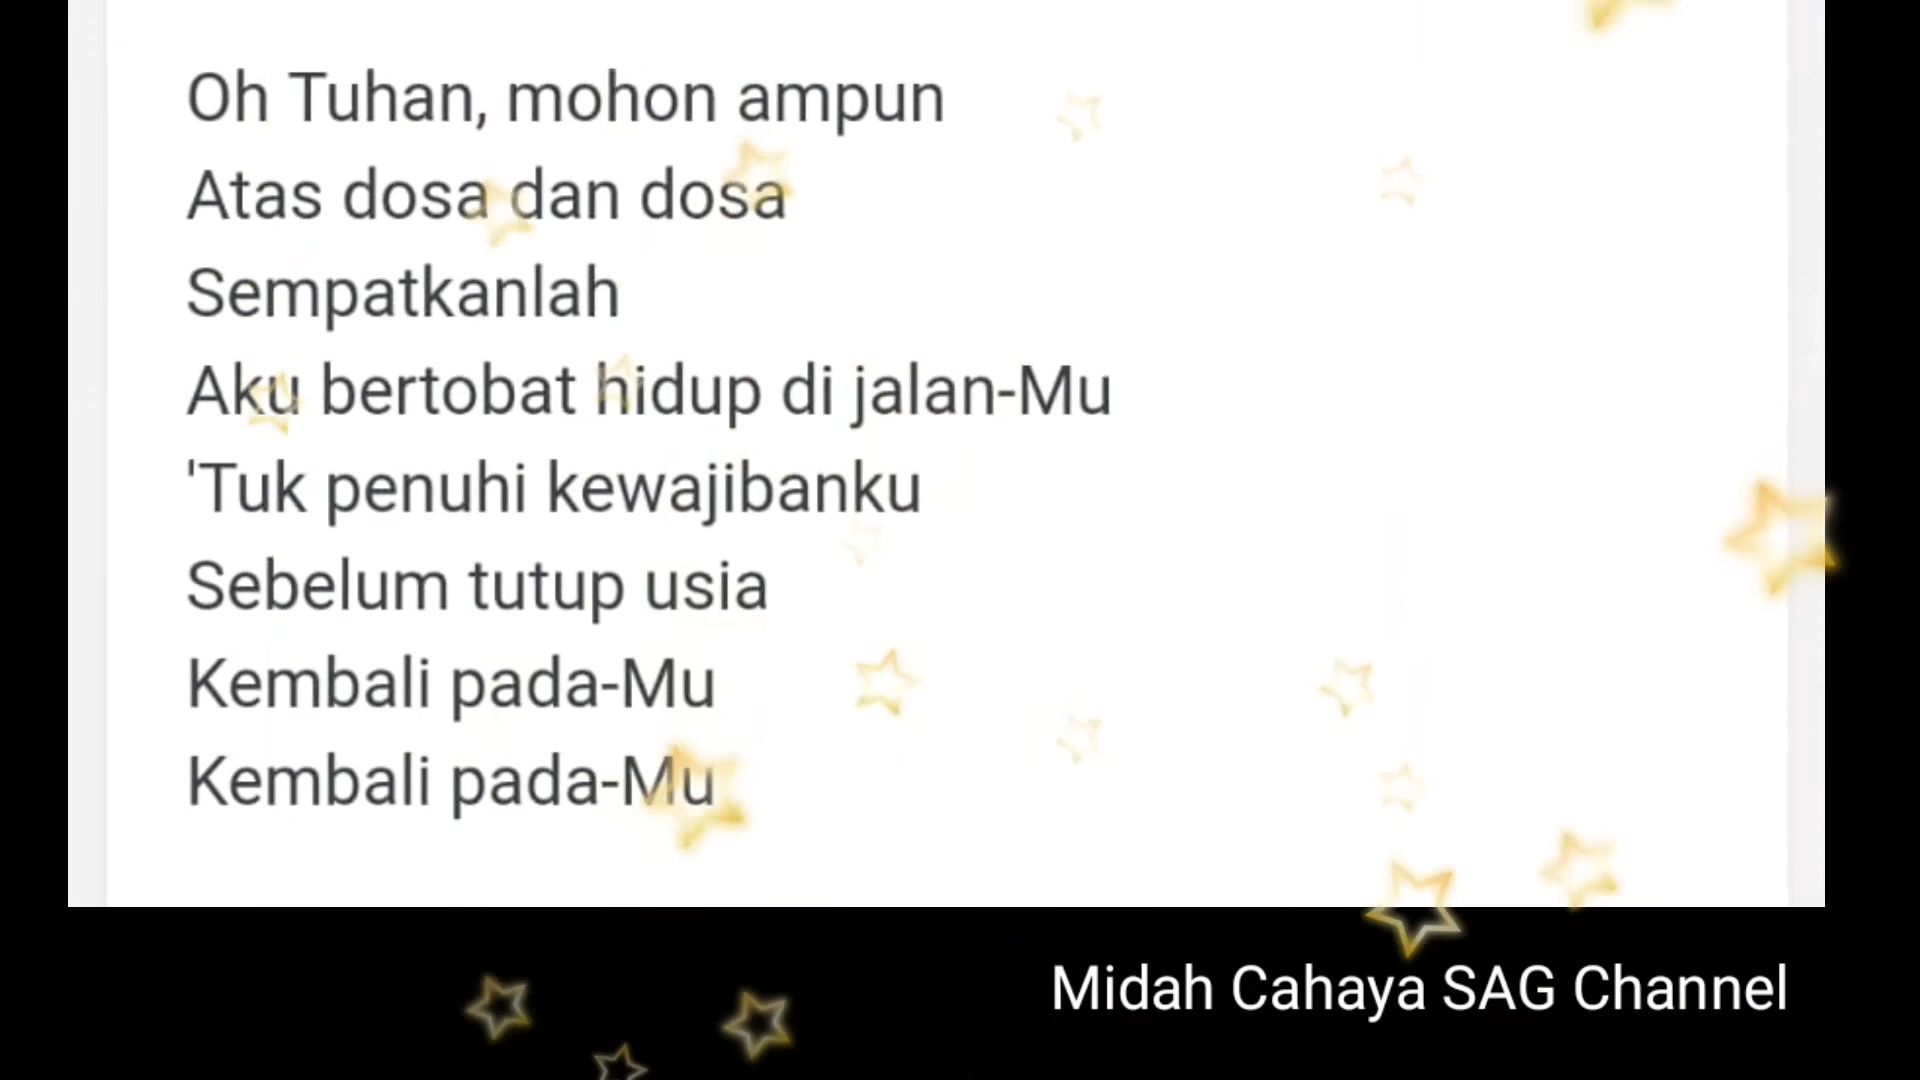 Oh Tuhan, mohon ampun
Atas dosa dan dosa
Sempatkanlah
Aku bertobat hidup di jalan-Mu
'Tuk penuhi kewajibanku
Sebelum tutup usia
Kembali pada-Mu
Kembali pada-Mu
Midah Cahaya SAG Channel